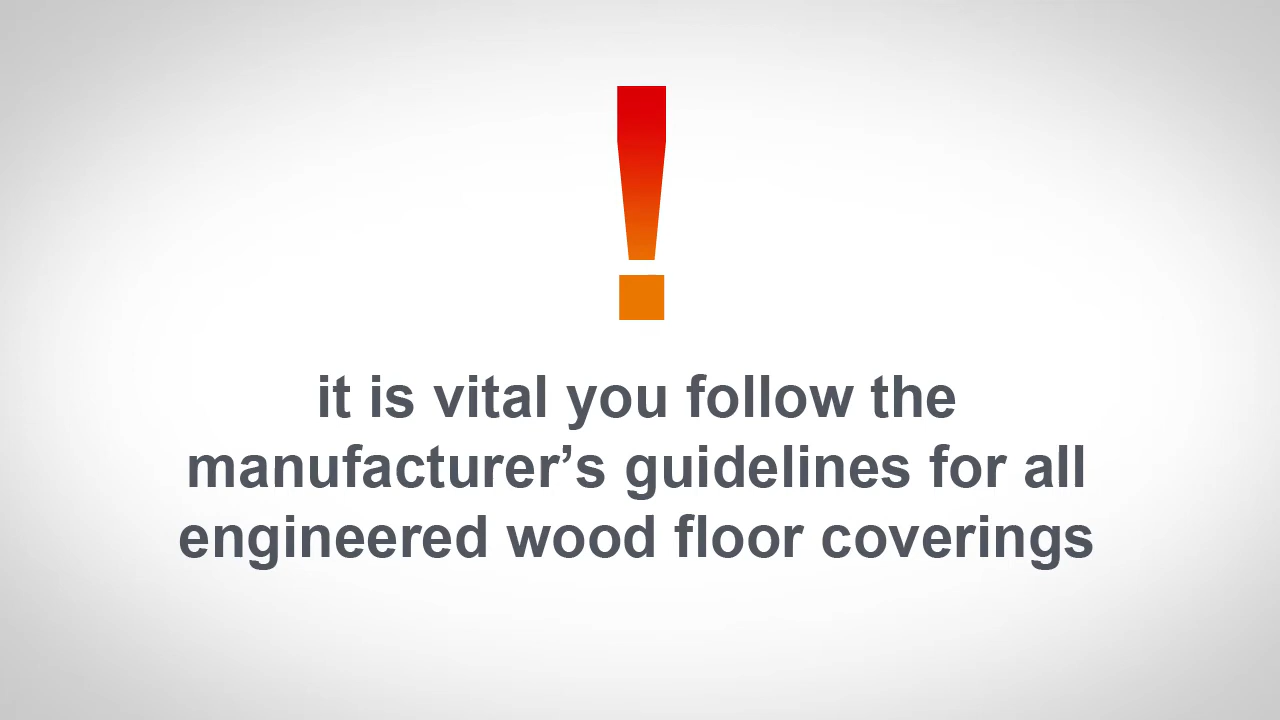 !
it is vital you follow the
manufacturer’s guidelines for all
engineered wood floor coverings